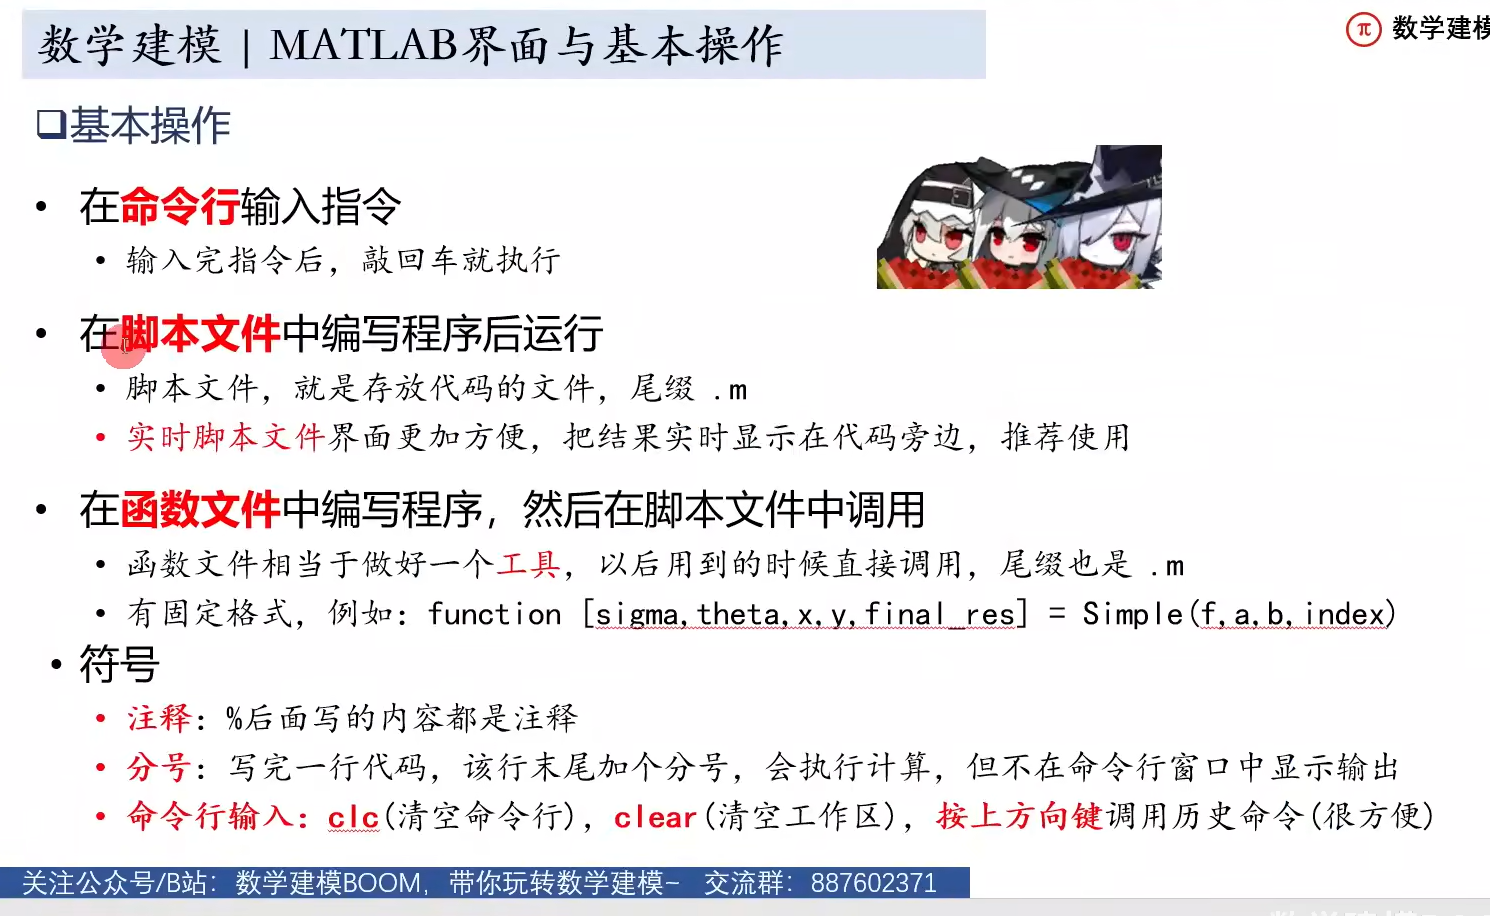 数学建模 | MATLAB界面与基本操作
π 数学建模
❑基本操作
• 在命令行输入指令
• 输入完指令后，敲回车就执行
• 在脚本文件中编写程序后运行
• 脚本文件，就是存放代码的文件，尾缀 .m
• 实时脚本文件界面更加方便，把结果实时显示在代码旁边，推荐使用
• 在函数文件中编写程序，然后在脚本文件中调用
• 函数文件相当于做好一个工具，以后用到的时候直接调用，尾缀也是 .m
• 有固定格式，例如：function [sigma,theta,x,y,final_res] = Simple(f,a,b,index)
• 符号
• 注释：%后面写的内容都是注释
• 分号：写完一行代码，该行末尾加个分号，会执行计算，但不在命令行窗口中显示输出
• 命令行输入：clc(清空命令行)，clear(清空工作区)，按上方向键调用历史命令(很方便)
关注公众号/B站：数学建模BOOM，带你玩转数学建模~ 交流群：887602371